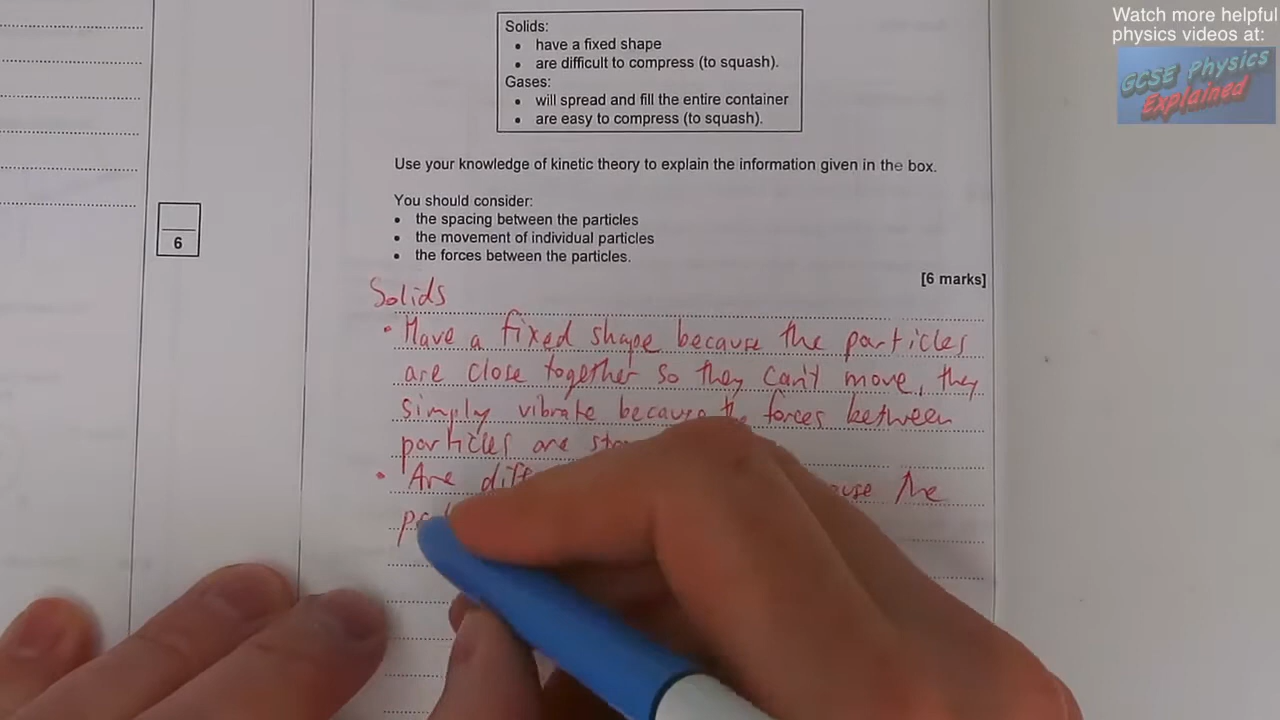 Watch more helpful
physics videos at:
GCSE Physics
Explained
Solids:
• have a fixed shape
• are difficult to compress (to squash).
Gases:
• will spread and fill the entire container
• are easy to compress (to squash).
Use your knowledge of kinetic theory to explain the information given in the box.
You should consider:
• the spacing between the particles
• the movement of individual particles
• the forces between the particles.
[6 marks]
6
Solids
• Have a fixed shape because the particles
are close together so they can't move, they
simply vibrate because the forces between
particles are
• Are the